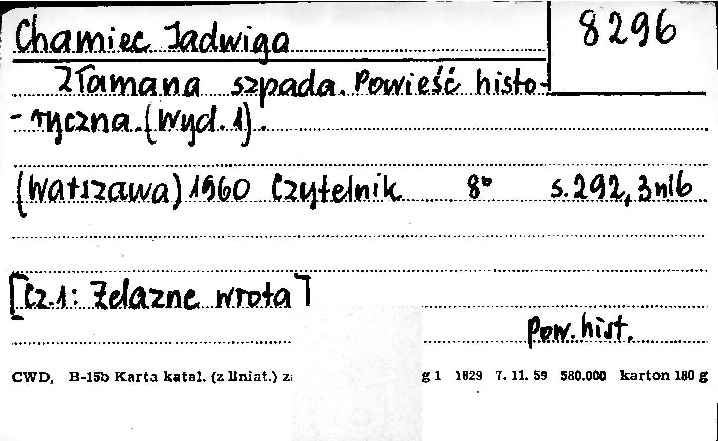 Chamiec Jadwiga
8296
Złamana szpada. Powieść histo-
-ryczna. (Wyd. 1).
(Warszawa) 1960 Czytelnik 8° s. 292, 3 nlb
[Cz. 1: Żelazne wrota]
Pow. hist.
CWD, B-15b Karta katal. (z liniat.) z g 1 1829 7. 11. 59 580.000 karton 180 g